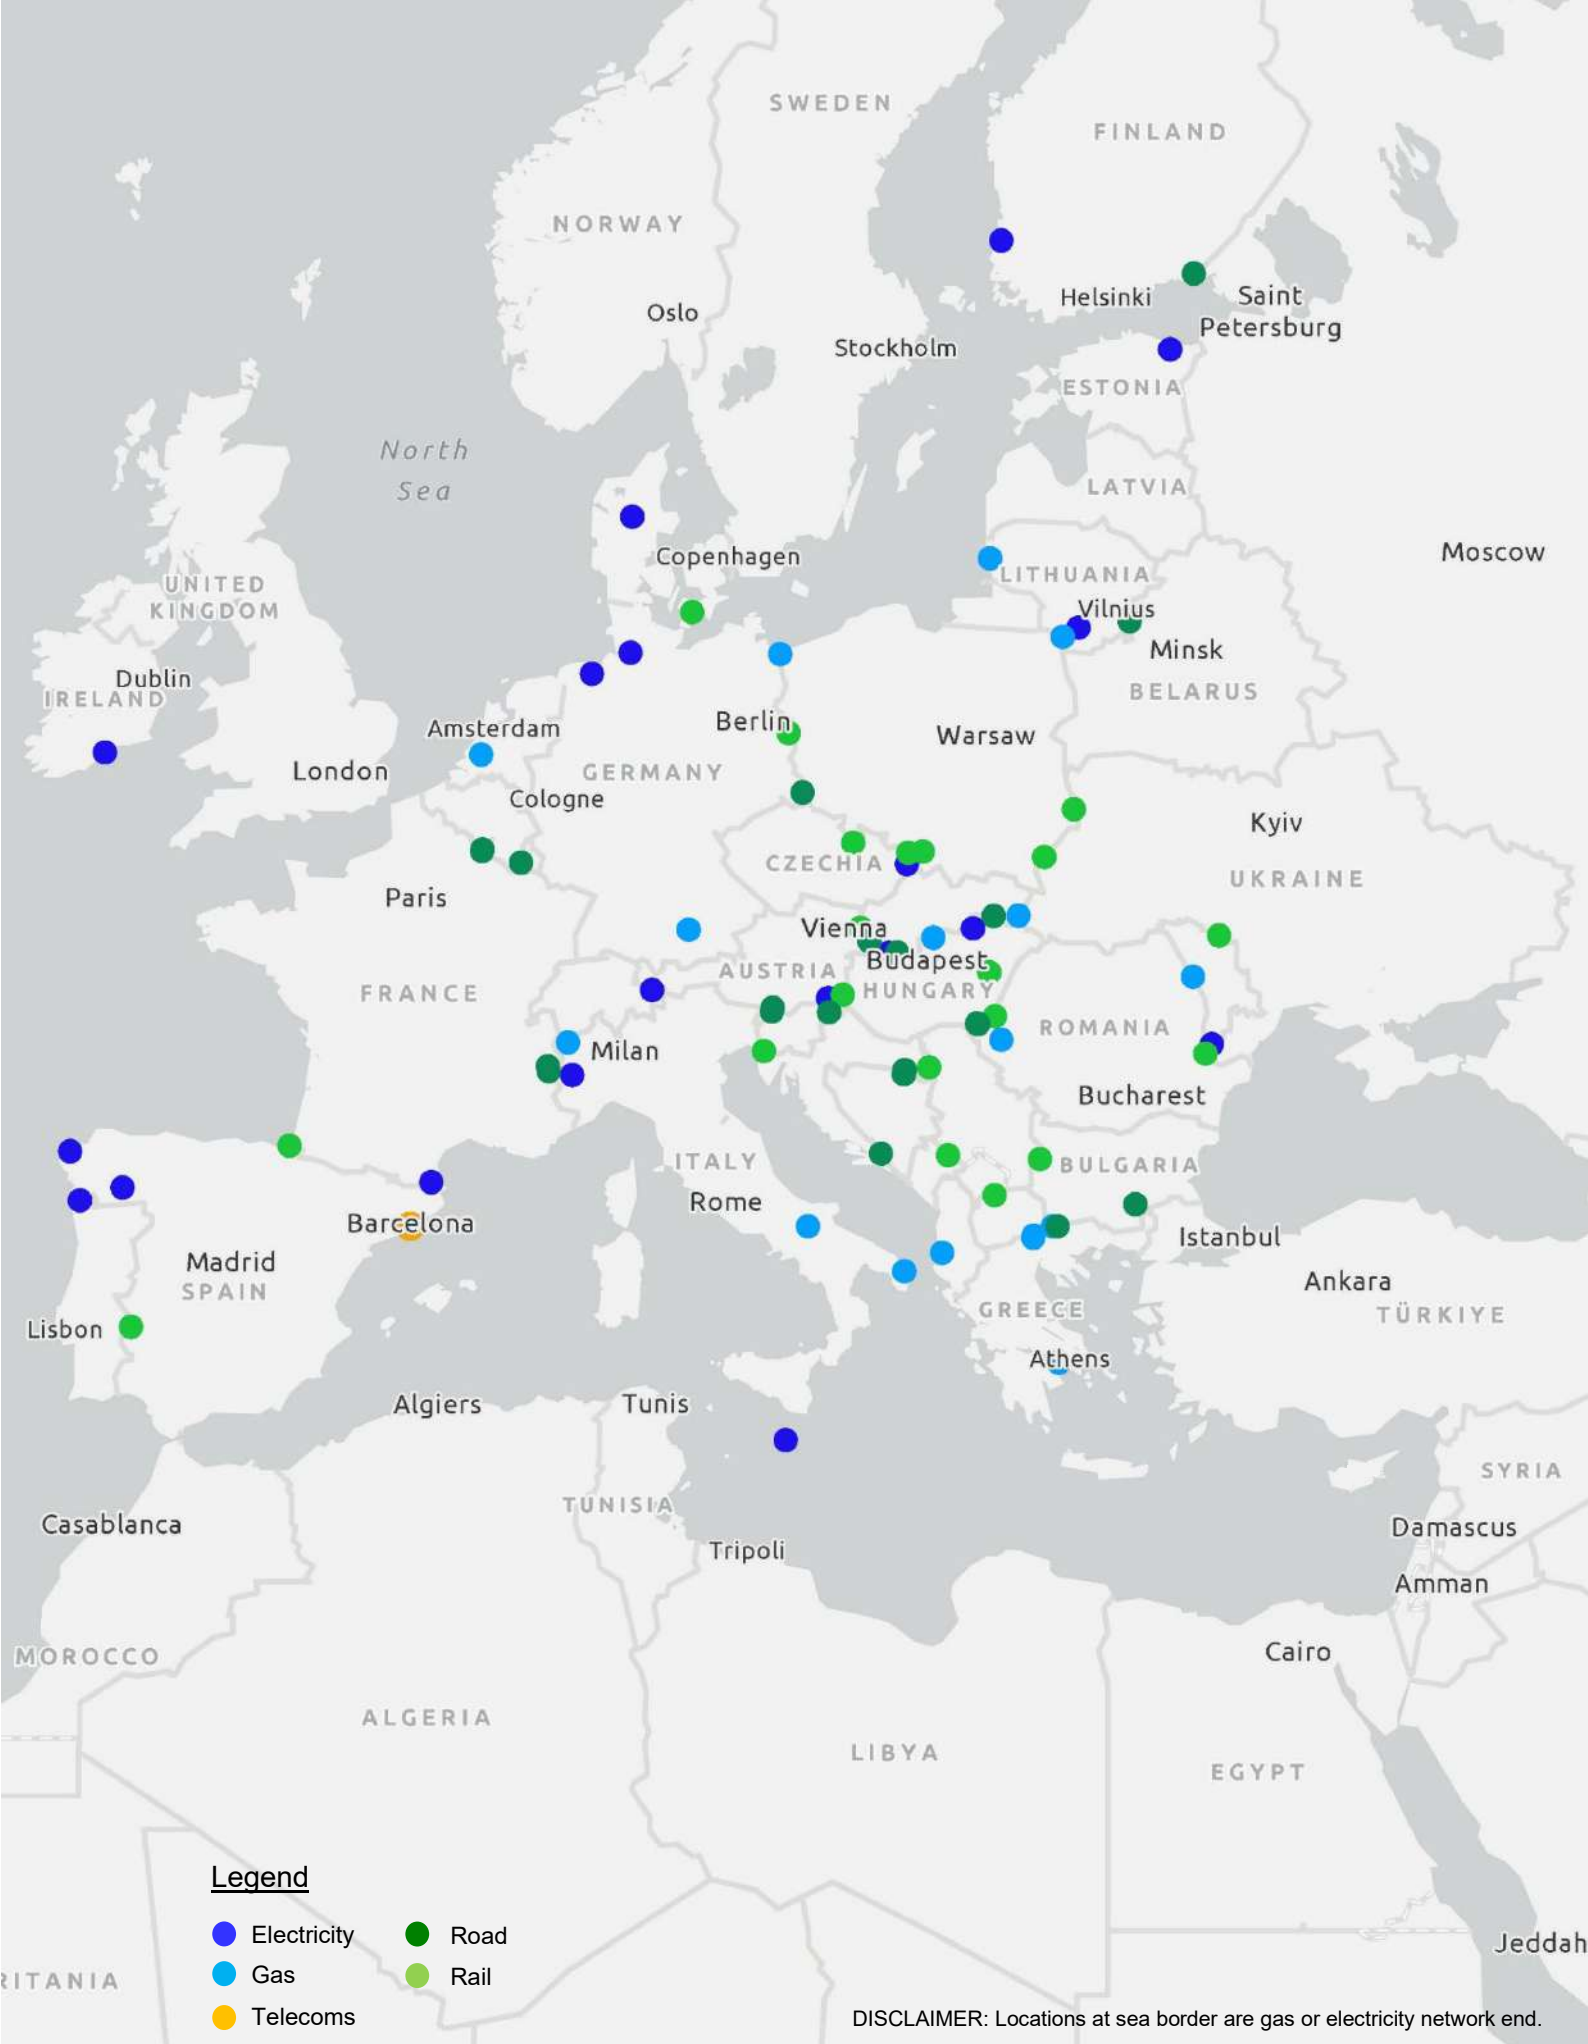 SWEDEN
FINLAND
NORWAY
Helsinki
Saint
Petersburg
Oslo
Stockholm
ESTONIA
North
Sea
LATVIA
Moscow
Copenhagen
LITHUANIA
UNITED
KINGDOM
Vilnius
Minsk
Dublin
IRELAND
BELARUS
Berlin
Amsterdam
Warsaw
London
GERMANY
Cologne
Kyiv
CZECHIA
UKRAINE
Paris
Vienna
Budapest
AUSTRIA
HUNGARY
FRANCE
ROMANIA
Milan
Bucharest
ITALY
BULGARIA
Rome
Barcelona
Istanbul
Madrid
SPAIN
Ankara
GREECE
TÜRKIYE
Lisbon
Athens
Algiers
Tunis
SYRIA
TUNISIA
Casablanca
Damascus
Tripoli
Amman
MOROCCO
Cairo
ALGERIA
LIBYA
EGYPT
Legend
Electricity
Road
Gas
Rail
Telecoms
Jeddah
RITANIA
DISCLAIMER: Locations at sea border are gas or electricity network end.